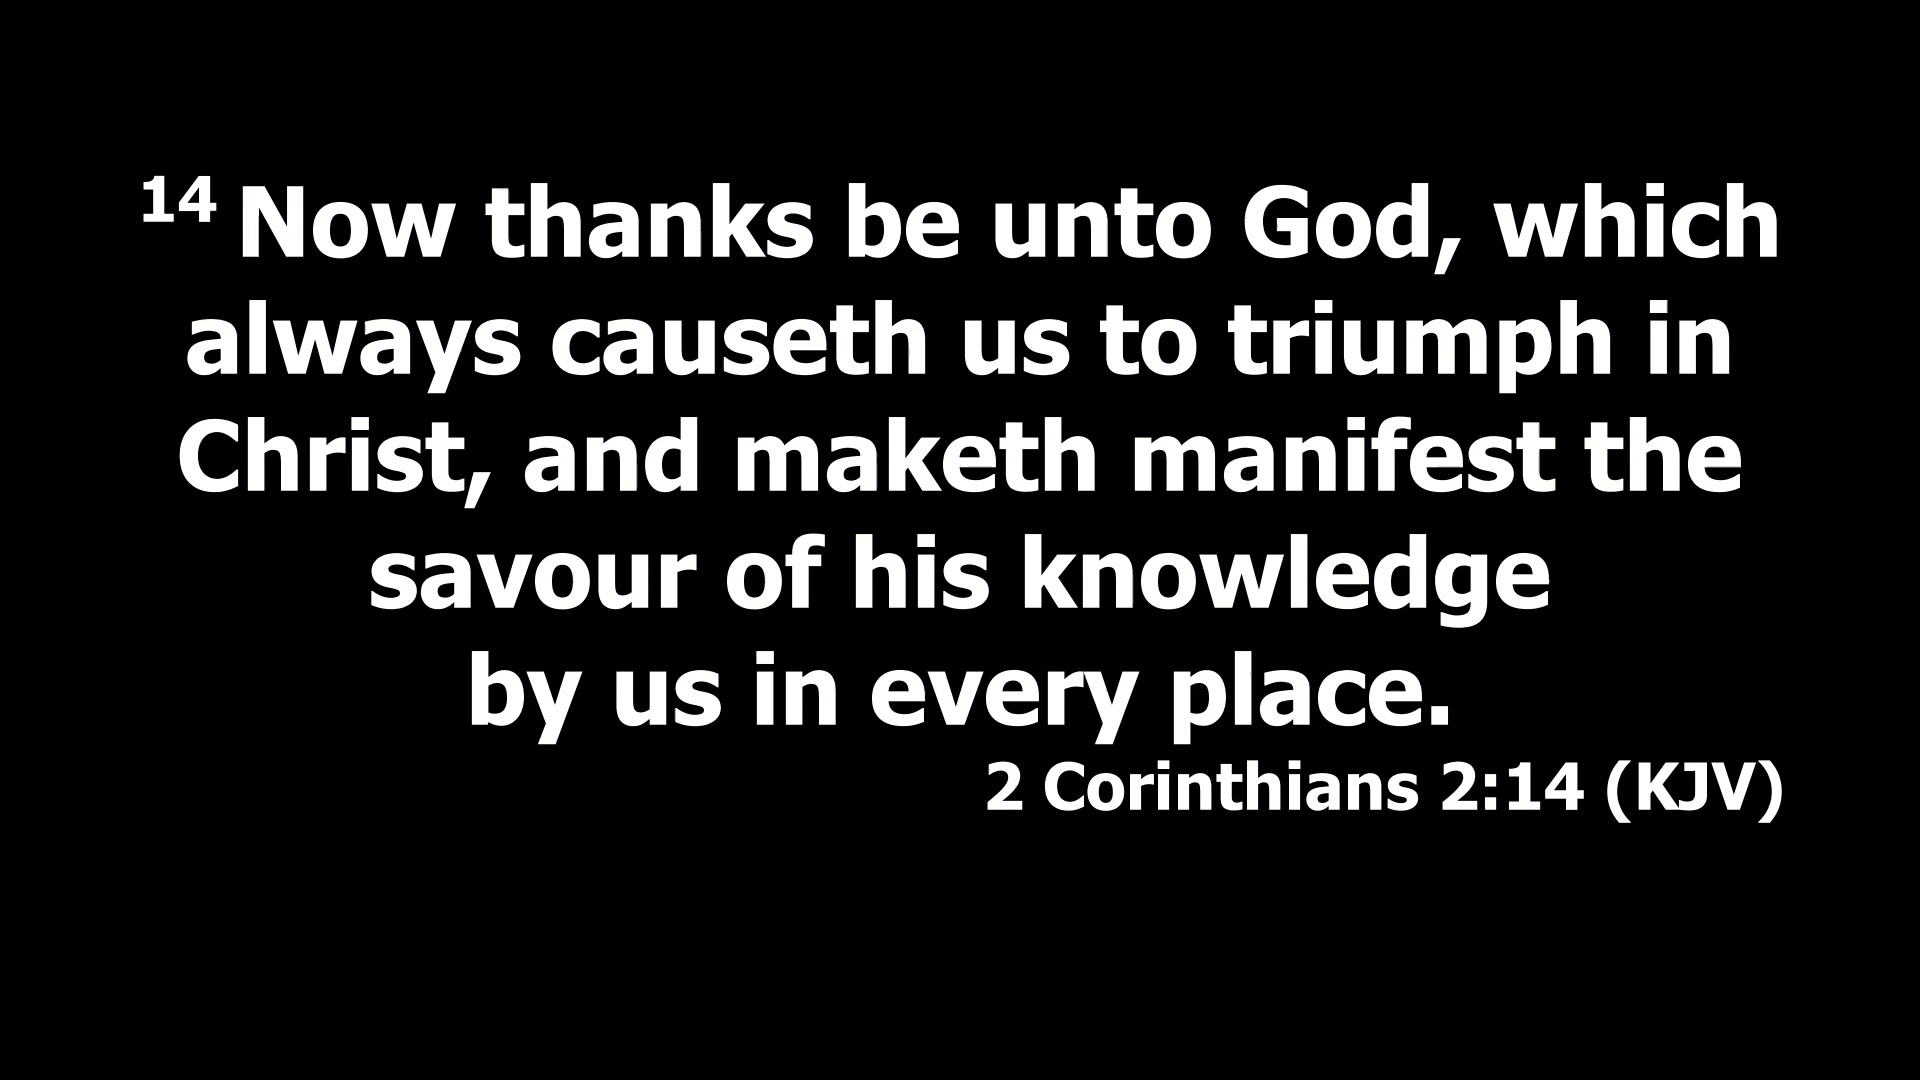 14 Now thanks be unto God, which
always causeth us to triumph in
Christ, and maketh manifest the
savour of his knowledge
by us in every place.
2 Corinthians 2:14 (KJV)